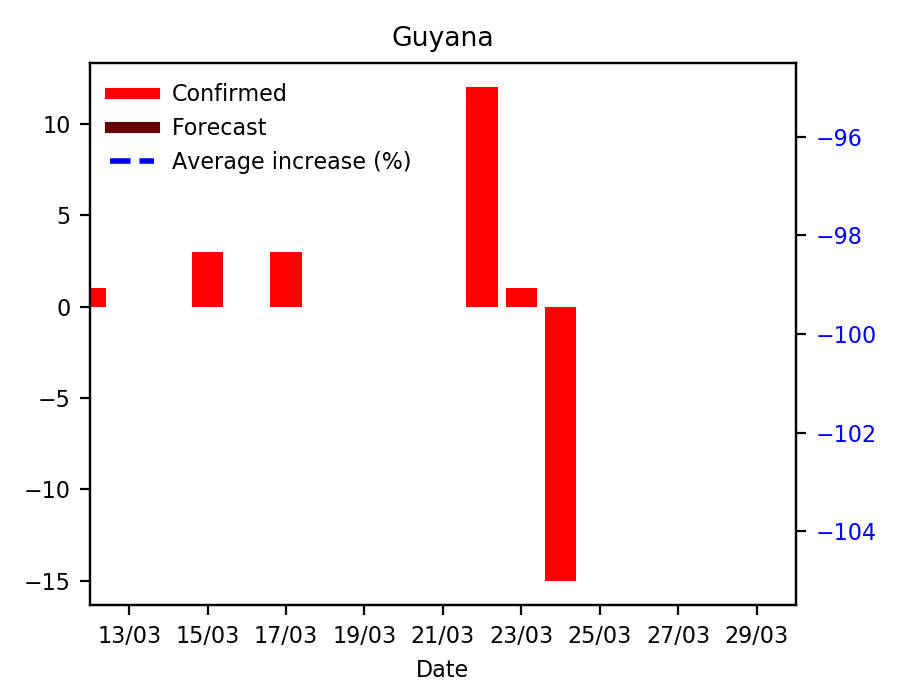 Guyana
Confirmed
Forecast
Average increase (%)
10
5
0
−5
−10
−15
−96
−98
−100
−102
−104
13/03 15/03 17/03 19/03 21/03 23/03 25/03 27/03 29/03
Date